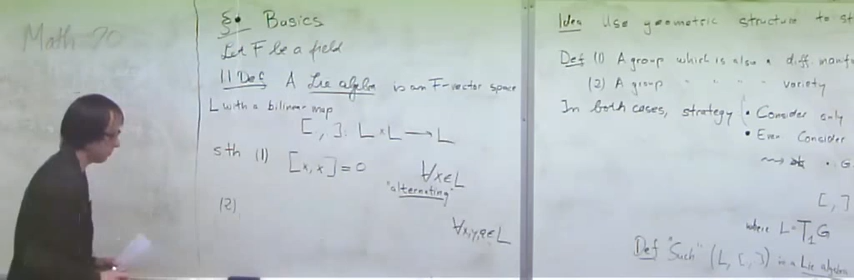 Math 70
§• Basics
Let F be a field
1.1 Def A Lie algebra is an F-vector space
L with a bilinear map
[ , ]: L × L → L
sth (1) [x, x] = 0 ∀x∈L
"alternating"
(2)
∀x,y,z∈L
Idea Use geometric structure to st
Def (1) A group which is also a diff. manif
(2) A group " " " variety
In both cases, strategy • Consider only
• Even Consider
• G
[ , ]
where L = T₁G
Def "Such" (L, [ , ]) is a Lie algebra